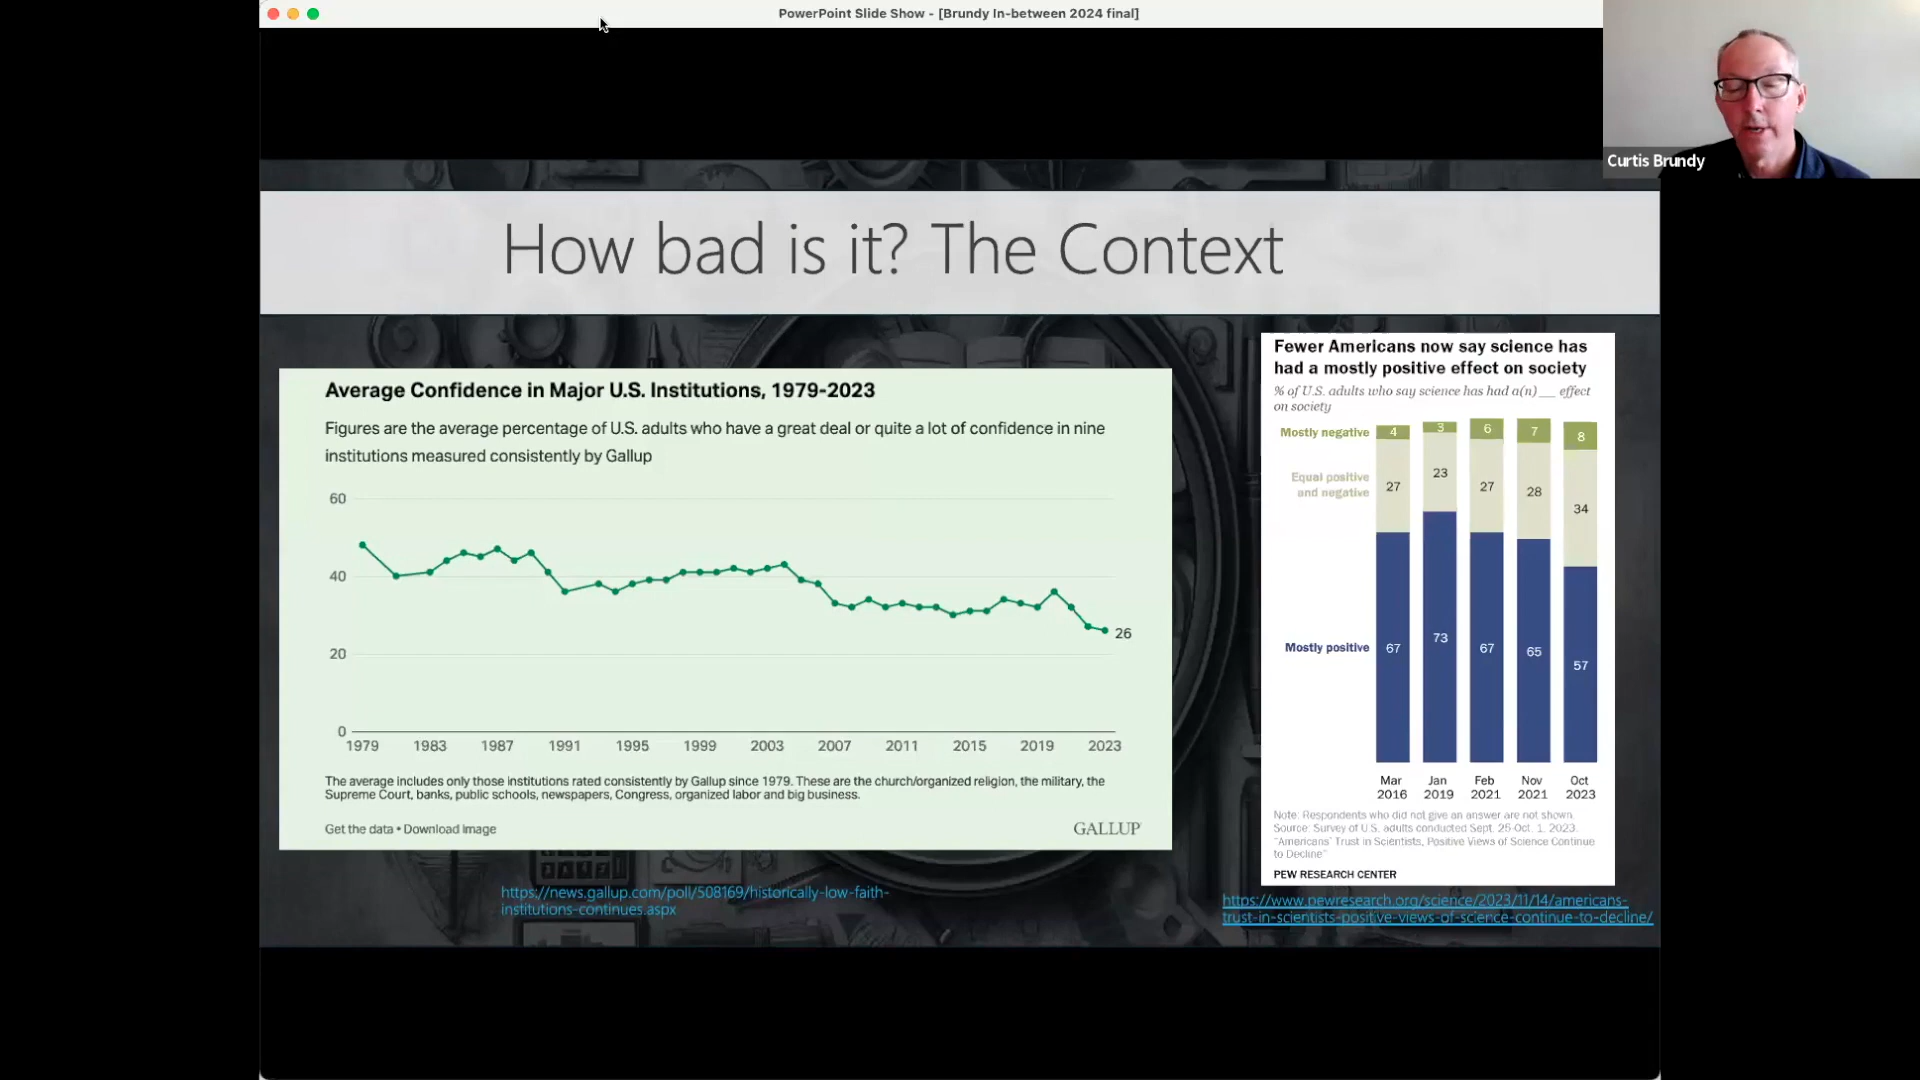 PowerPoint Slide Show - [Brundy In-between 2024 final]
Curtis Brundy
How bad is it? The Context
Average Confidence in Major U.S. Institutions, 1979-2023
Figures are the average percentage of U.S. adults who have a great deal or quite a lot of confidence in nine
institutions measured consistently by Gallup
60
40
20
0
26
1979 1983 1987 1991 1995 1999 2003 2007 2011 2015 2019 2023
The average includes only those institutions rated consistently by Gallup since 1979. These are the church/organized religion, the military, the
Supreme Court, banks, public schools, newspapers, Congress, organized labor and big business.
Get the data • Download image
GALLUP
https://news.gallup.com/poll/508169/historically-low-faith-
institutions-continues.aspx
Fewer Americans now say science has
had a mostly positive effect on society
% of U.S. adults who say science has had a(n) __ effect
on society
Mostly negative 4 3 6 7 8
Equal positive
and negative
27 23 27 28 34
Mostly positive 67 73 67 65 57
Mar Jan Feb Nov Oct
2016 2019 2021 2021 2023
Note: Respondents who did not give an answer are not shown.
Source: Survey of U.S. adults conducted Sept. 25-Oct. 1, 2023.
"Americans' Trust in Scientists, Positive Views of Science Continue
to Decline"
PEW RESEARCH CENTER
https://www.pewresearch.org/science/2023/11/14/americans-
trust-in-scientists-positive-views-of-science-continue-to-decline/